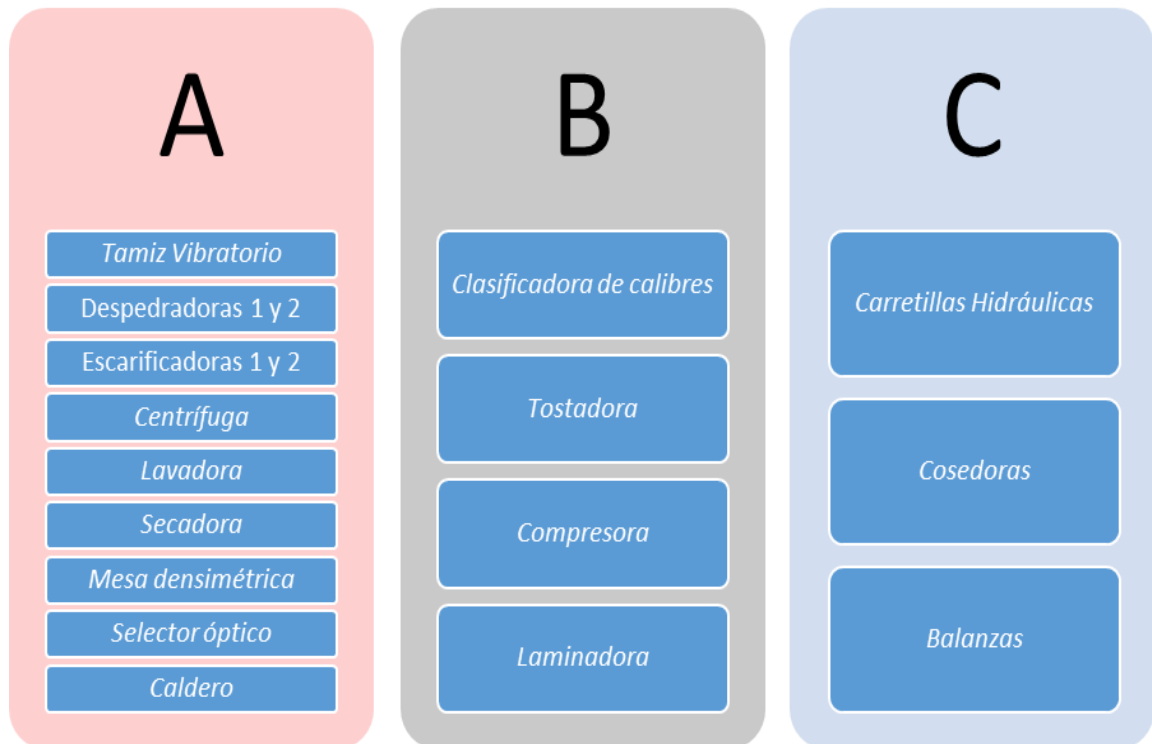 A
Tamiz Vibratorio
Despedradoras 1 y 2
Escarificadoras 1 y 2
Centrífuga
Lavadora
Secadora
Mesa densimétrica
Selector óptico
Caldero
B
Clasificadora de calibres
Tostadora
Compresora
Laminadora
C
Carretillas Hidráulicas
Cosedoras
Balanzas